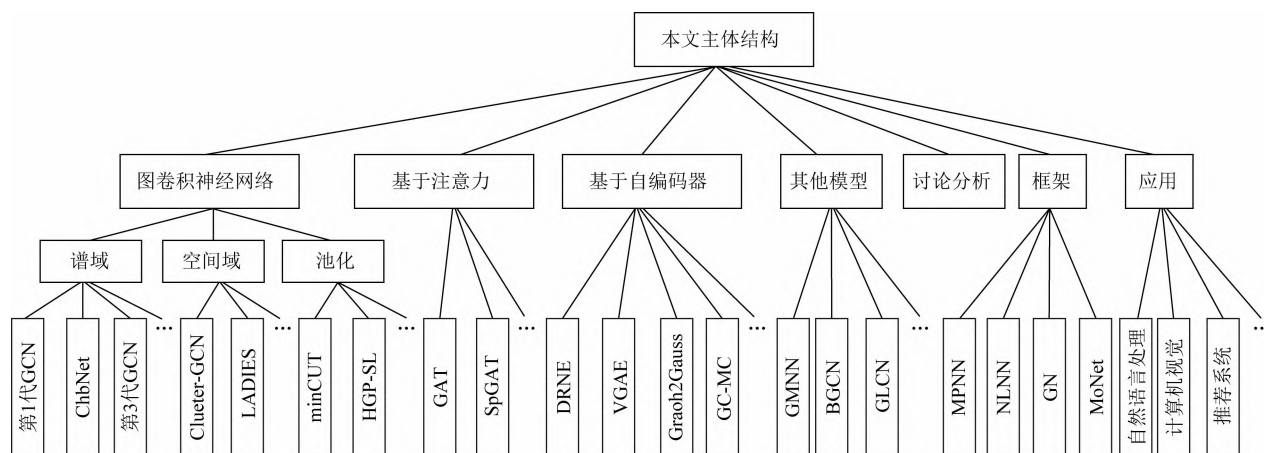 本文主体结构
图卷积神经网络
基于注意力
基于自编码器
其他模型
讨论分析
框架
应用
谱域
空间域
池化
第1代GCN
ChbNet
第3代GCN
...
Clueter-GCN
LADIES
...
minCUT
HGP-SL
...
GAT
SpGAT
...
DRNE
VGAE
Graoh2Gauss
GC-MC
...
GMNN
BGCN
GLCN
...
MPNN
NLNN
GN
MoNet
自然语言处理
计算机视觉
推荐系统
..